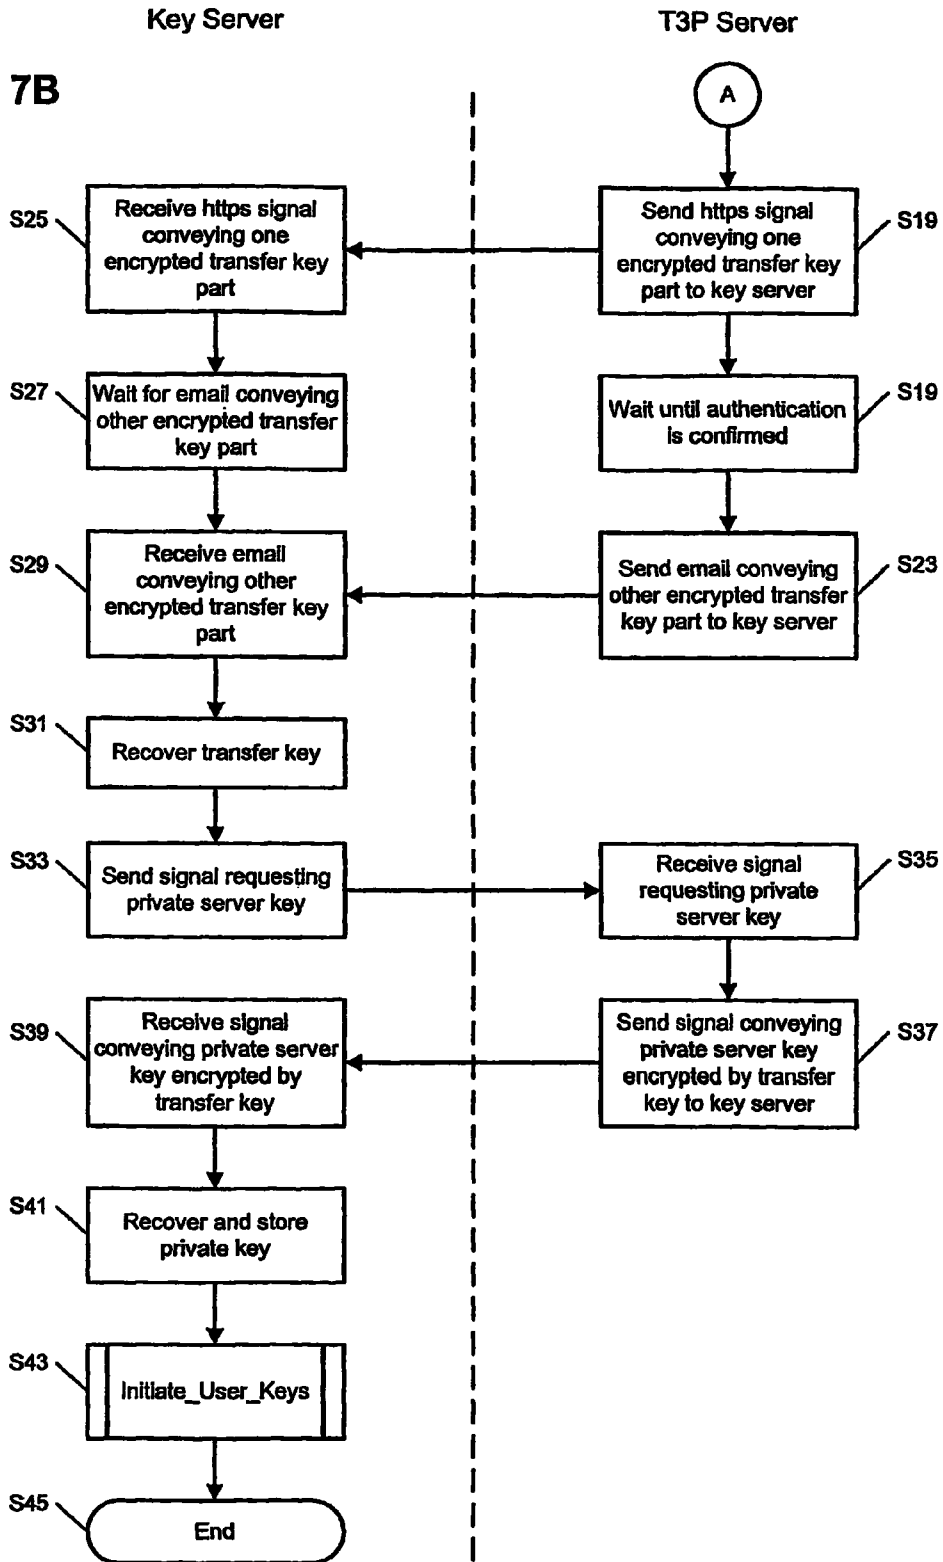 Key Server
T3P Server
7B
A
S25
Receive https signal
conveying one
encrypted transfer key
part
Send https signal
conveying one
encrypted transfer key
part to key server
S19
S27
Wait for email conveying
other encrypted transfer
key part
Wait until authentication
is confirmed
S19
S29
Receive email
conveying other
encrypted transfer key
part
Send email conveying
other encrypted transfer
key part to key server
S23
S31
Recover transfer key
S33
Send signal requesting
private server key
Receive signal
requesting private
server key
S35
S39
Receive signal
conveying private server
key encrypted by
transfer key
Send signal conveying
private server key
encrypted by transfer
key to key server
S37
S41
Recover and store
private key
S43
Initiate_User_Keys
S45
End